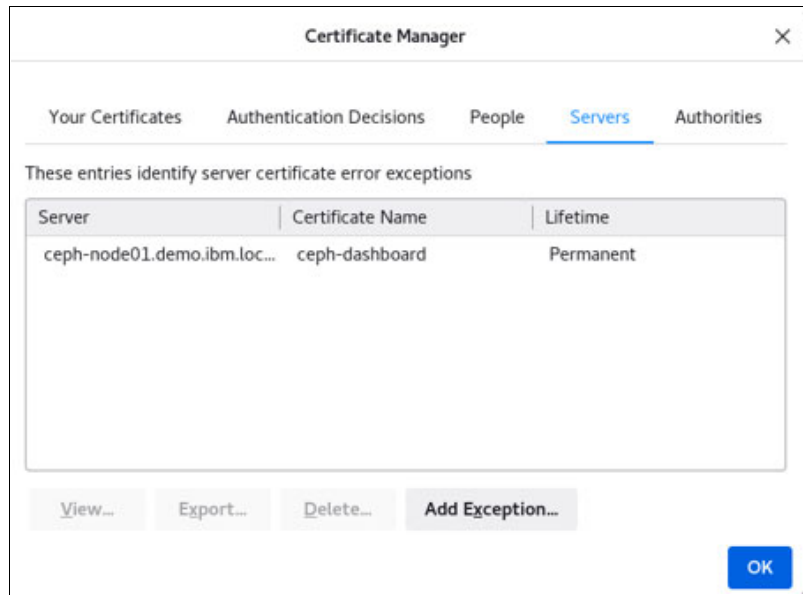 Certificate Manager
Your Certificates Authentication Decisions People Servers Authorities
These entries identify server certificate error exceptions
Server Certificate Name Lifetime
ceph-node01.demo.ibm.loc... ceph-dashboard Permanent
View... Export... Delete... Add Exception...
OK